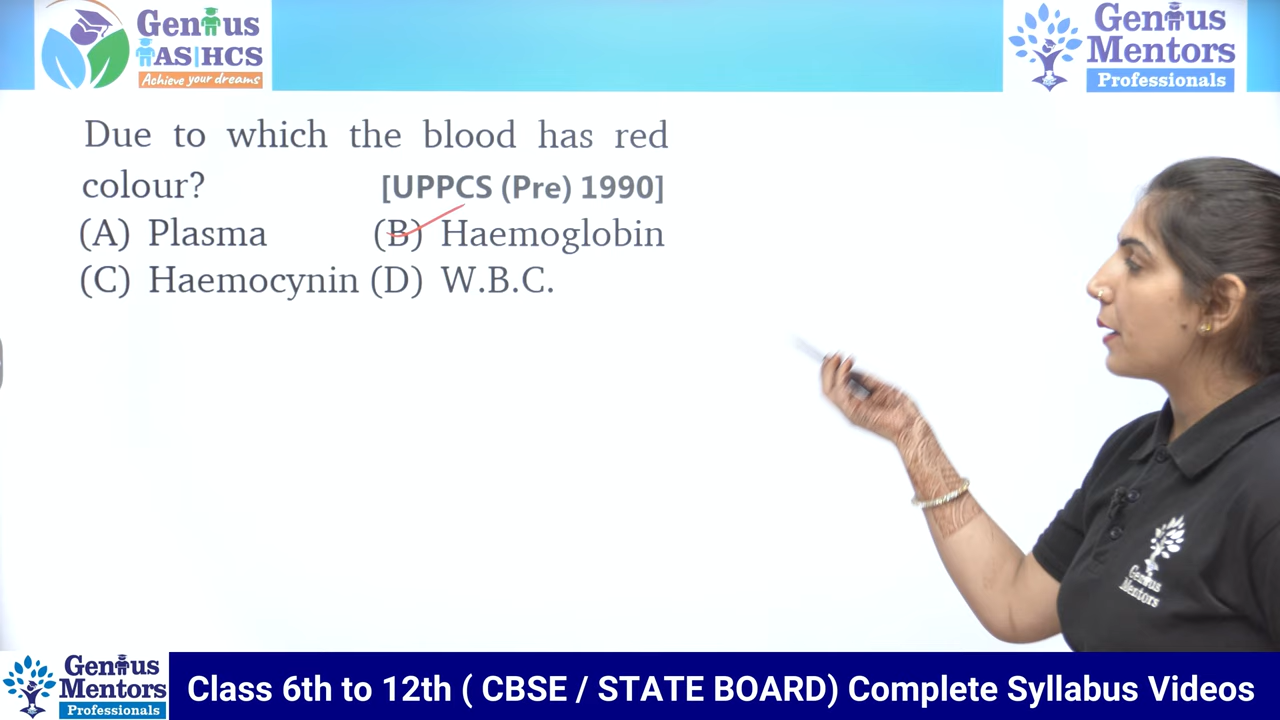 Genius
IAS|HCS
Achieve your dreams
Genius
Mentors
Professionals
Due to which the blood has red
colour? [UPPCS (Pre) 1990]
(A) Plasma (B) Haemoglobin
(C) Haemocynin (D) W.B.C.
Genius
Mentors
Genius
Mentors
Professionals
Class 6th to 12th ( CBSE / STATE BOARD) Complete Syllabus Videos